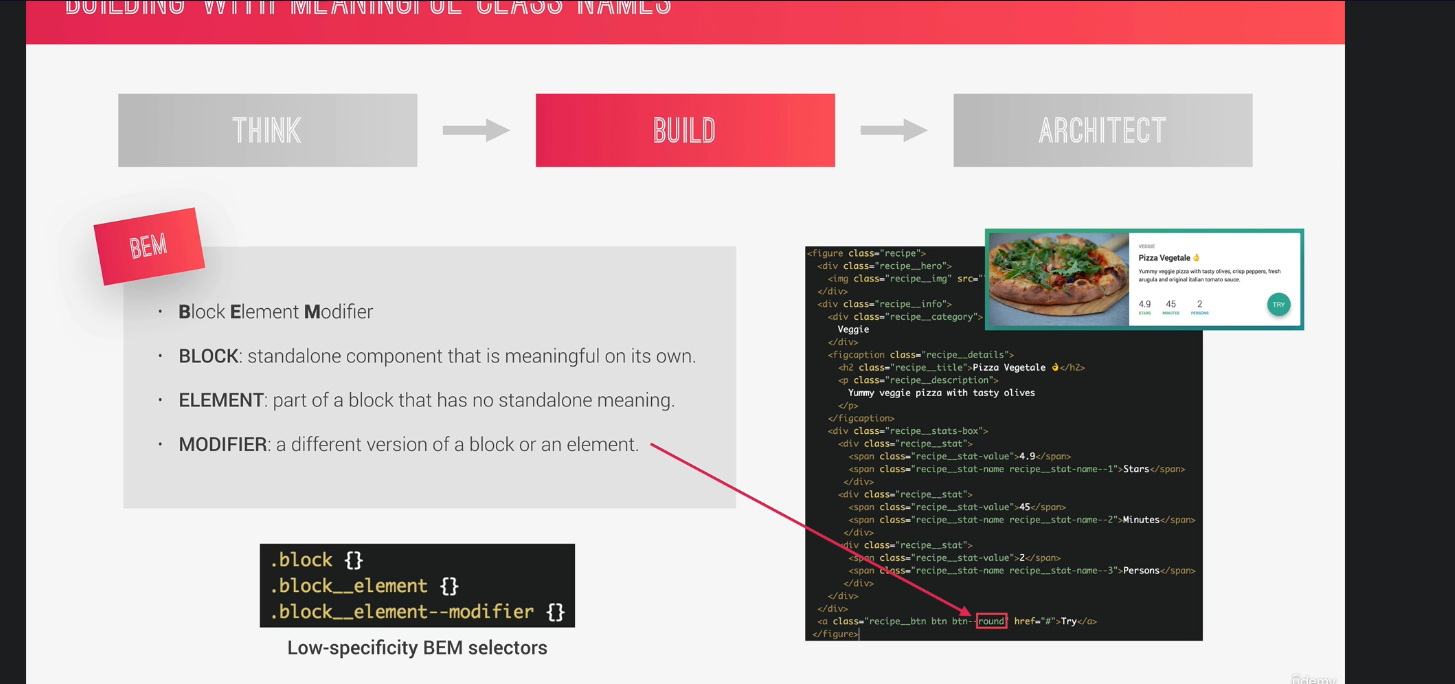 BUILDING WITH MEANINGFUL CLASS NAMES
THINK
BUILD
ARCHITECT
BEM
· Block Element Modifier
· BLOCK: standalone component that is meaningful on its own.
· ELEMENT: part of a block that has no standalone meaning.
· MODIFIER: a different version of a block or an element.
.block {}
.block__element {}
.block__element--modifier {}
Low-specificity BEM selectors
<figure class="recipe">
<div class="recipe__hero">
<img class="recipe__img" src="
</div>
<div class="recipe__info">
<div class="recipe__category">
Veggie
</div>
<figcaption class="recipe__details">
<h2 class="recipe__title">Pizza Vegetale 👌</h2>
<p class="recipe__description">
Yummy veggie pizza with tasty olives
</p>
</figcaption>
<div class="recipe__stats-box">
<div class="recipe__stat">
<span class="recipe__stat-value">4.9</span>
<span class="recipe__stat-name recipe__stat-name--1">Stars</span>
</div>
<div class="recipe__stat">
<span class="recipe__stat-value">45</span>
<span class="recipe__stat-name recipe__stat-name--2">Minutes</span>
</div>
<div class="recipe__stat">
<span class="recipe__stat-value">2</span>
<span class="recipe__stat-name recipe__stat-name--3">Persons</span>
</div>
</div>
</div>
<a class="recipe__btn btn btn--round" href="#">Try</a>
</figure>
VEGGIE
Pizza Vegetale 👌
Yummy veggie pizza with tasty olives, crisp peppers, fresh
arugula and original italian tomato sauce.
4.9 45 2
STARS MINUTES PERSONS
TRY
ûdemy